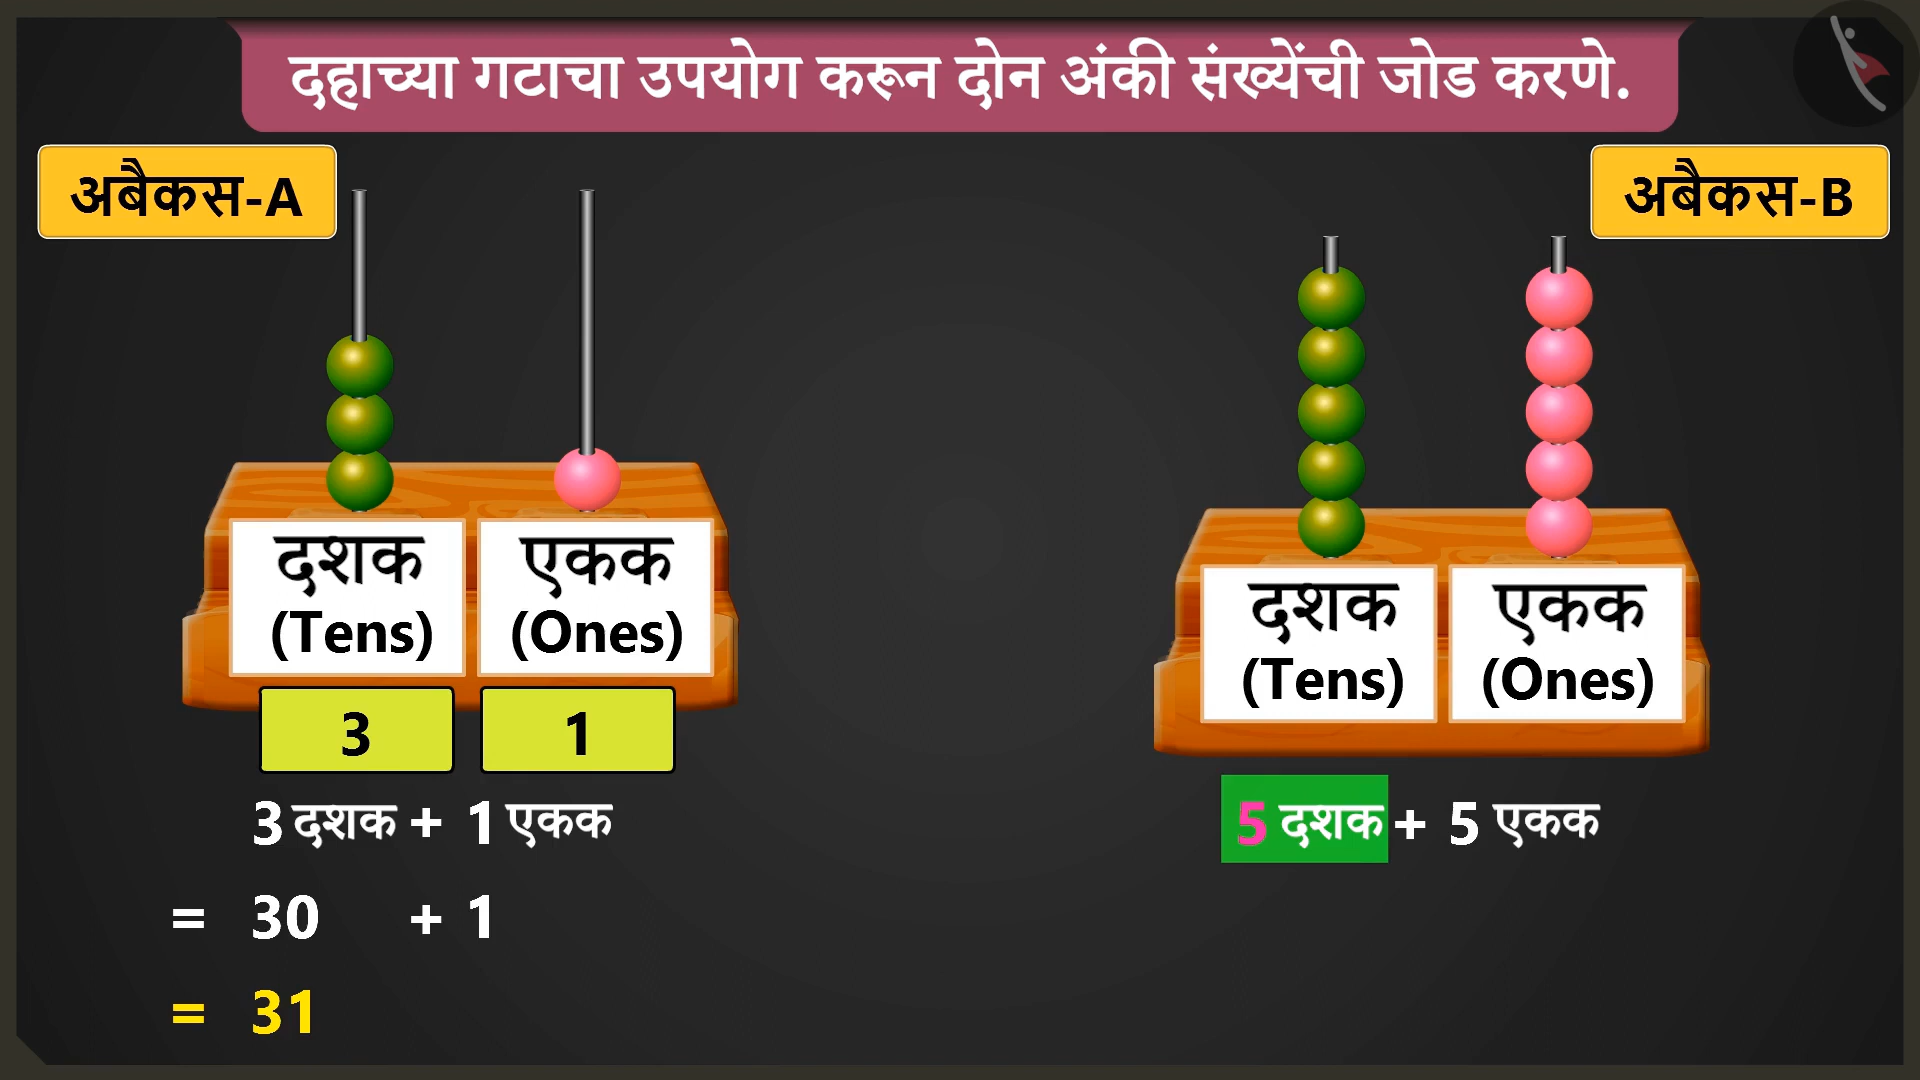 दहाच्या गटाचा उपयोग करून दोन अंकी संख्येंची जोड करणे.
अबैकस-A
दशक
(Tens)
एकक
(Ones)
3
1
3 दशक + 1 एकक
= 30 + 1
= 31
अबैकस-B
दशक
(Tens)
एकक
(Ones)
5 दशक + 5 एकक